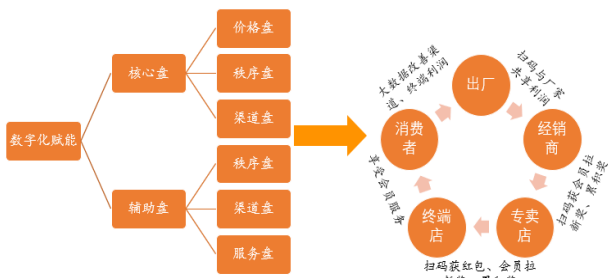 数字化赋能
核心盘
辅助盘
价格盘
秩序盘
渠道盘
秩序盘
渠道盘
服务盘
出厂
扫码与厂家
共享利润
经销
商
扫码获会员拉
新奖、累积奖
专卖
店
扫码获红包、会员拉
终端
店
享受会员服务
消费
者
大数据改善渠
道、终端利润